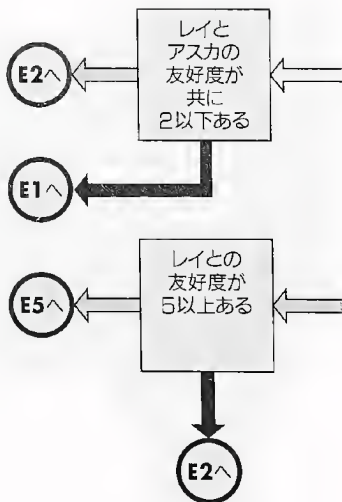 レイと
アスカの
友好度が
共に
2以下ある
E2へ
E1へ
レイとの
友好度が
5以上ある
E5へ
E2へ